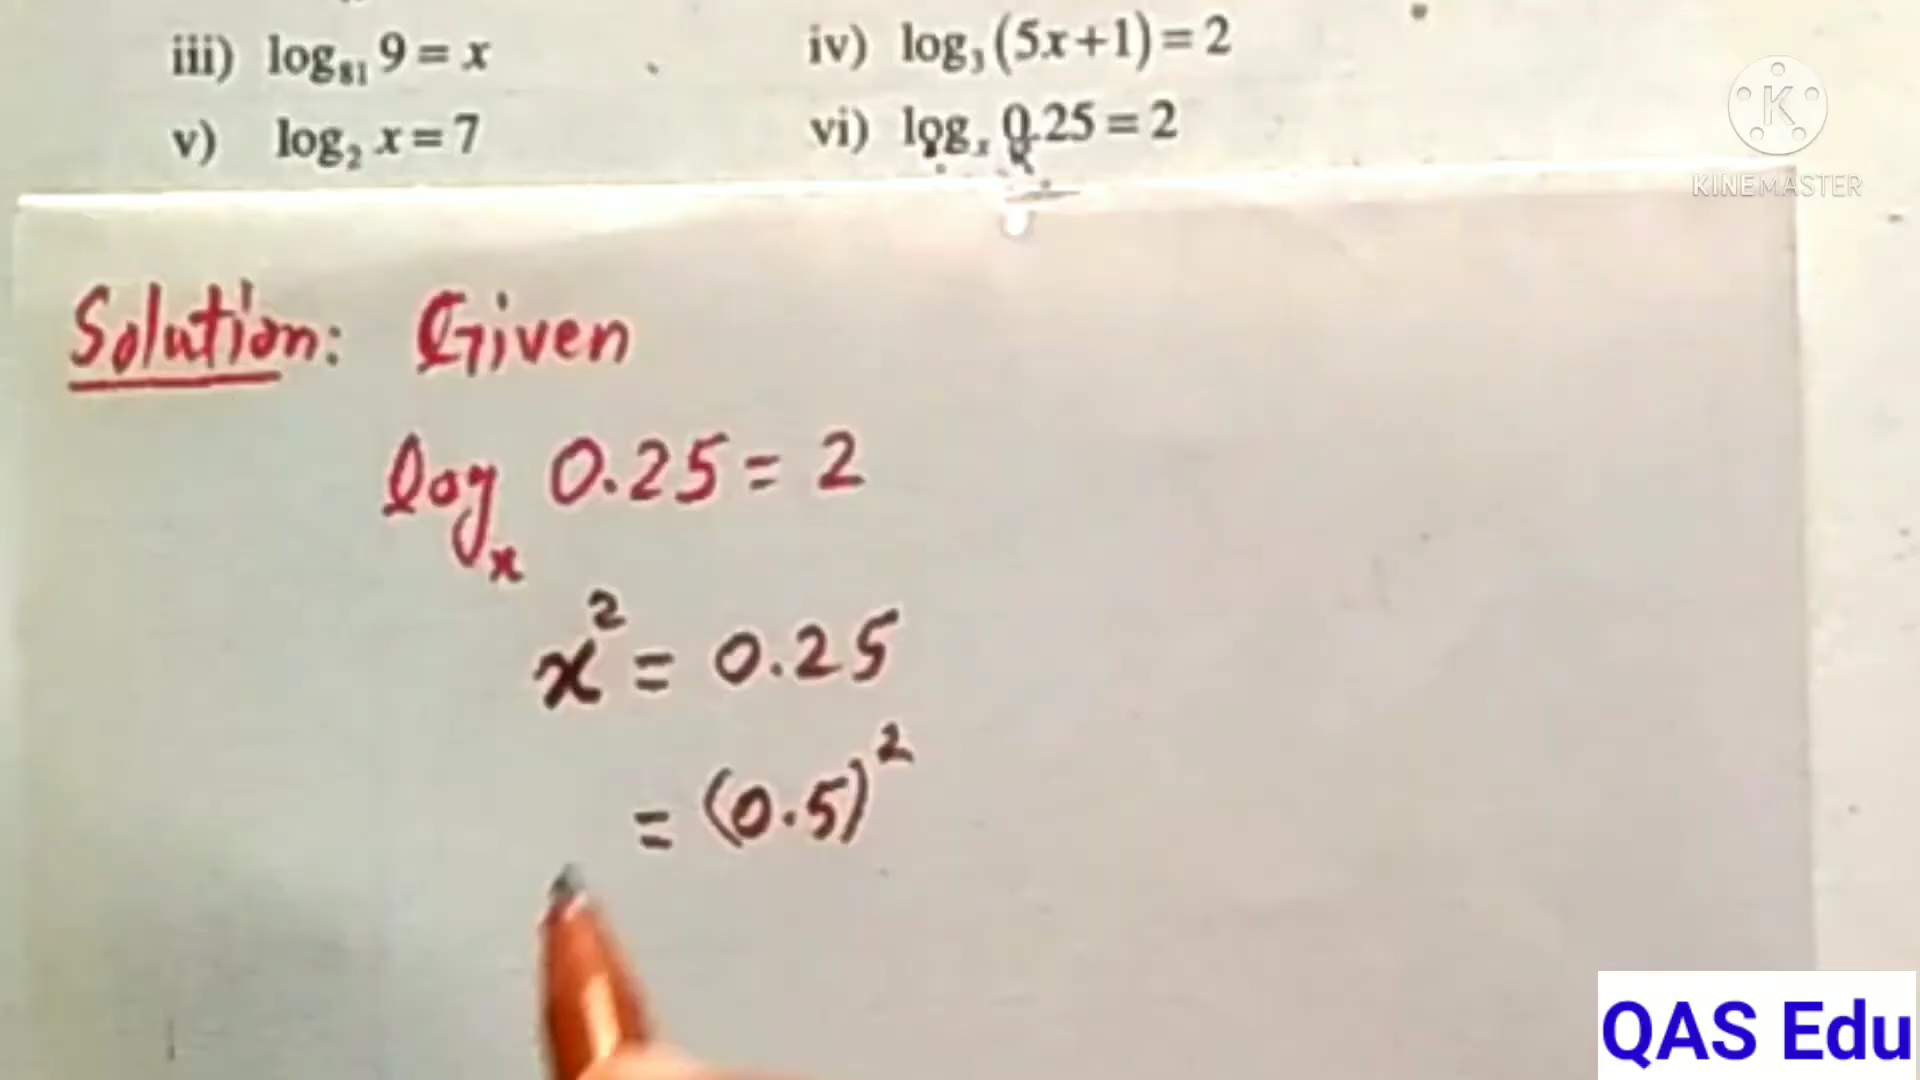 iii) log₈₁ 9 = x
iv) log₃ (5x+1) = 2
v) log₂ x = 7
vi) logₓ 0.25 = 2
K
KINEMASTER
Solution: Given
logₓ 0.25 = 2
x² = 0.25
= (0.5)²
QAS Edu